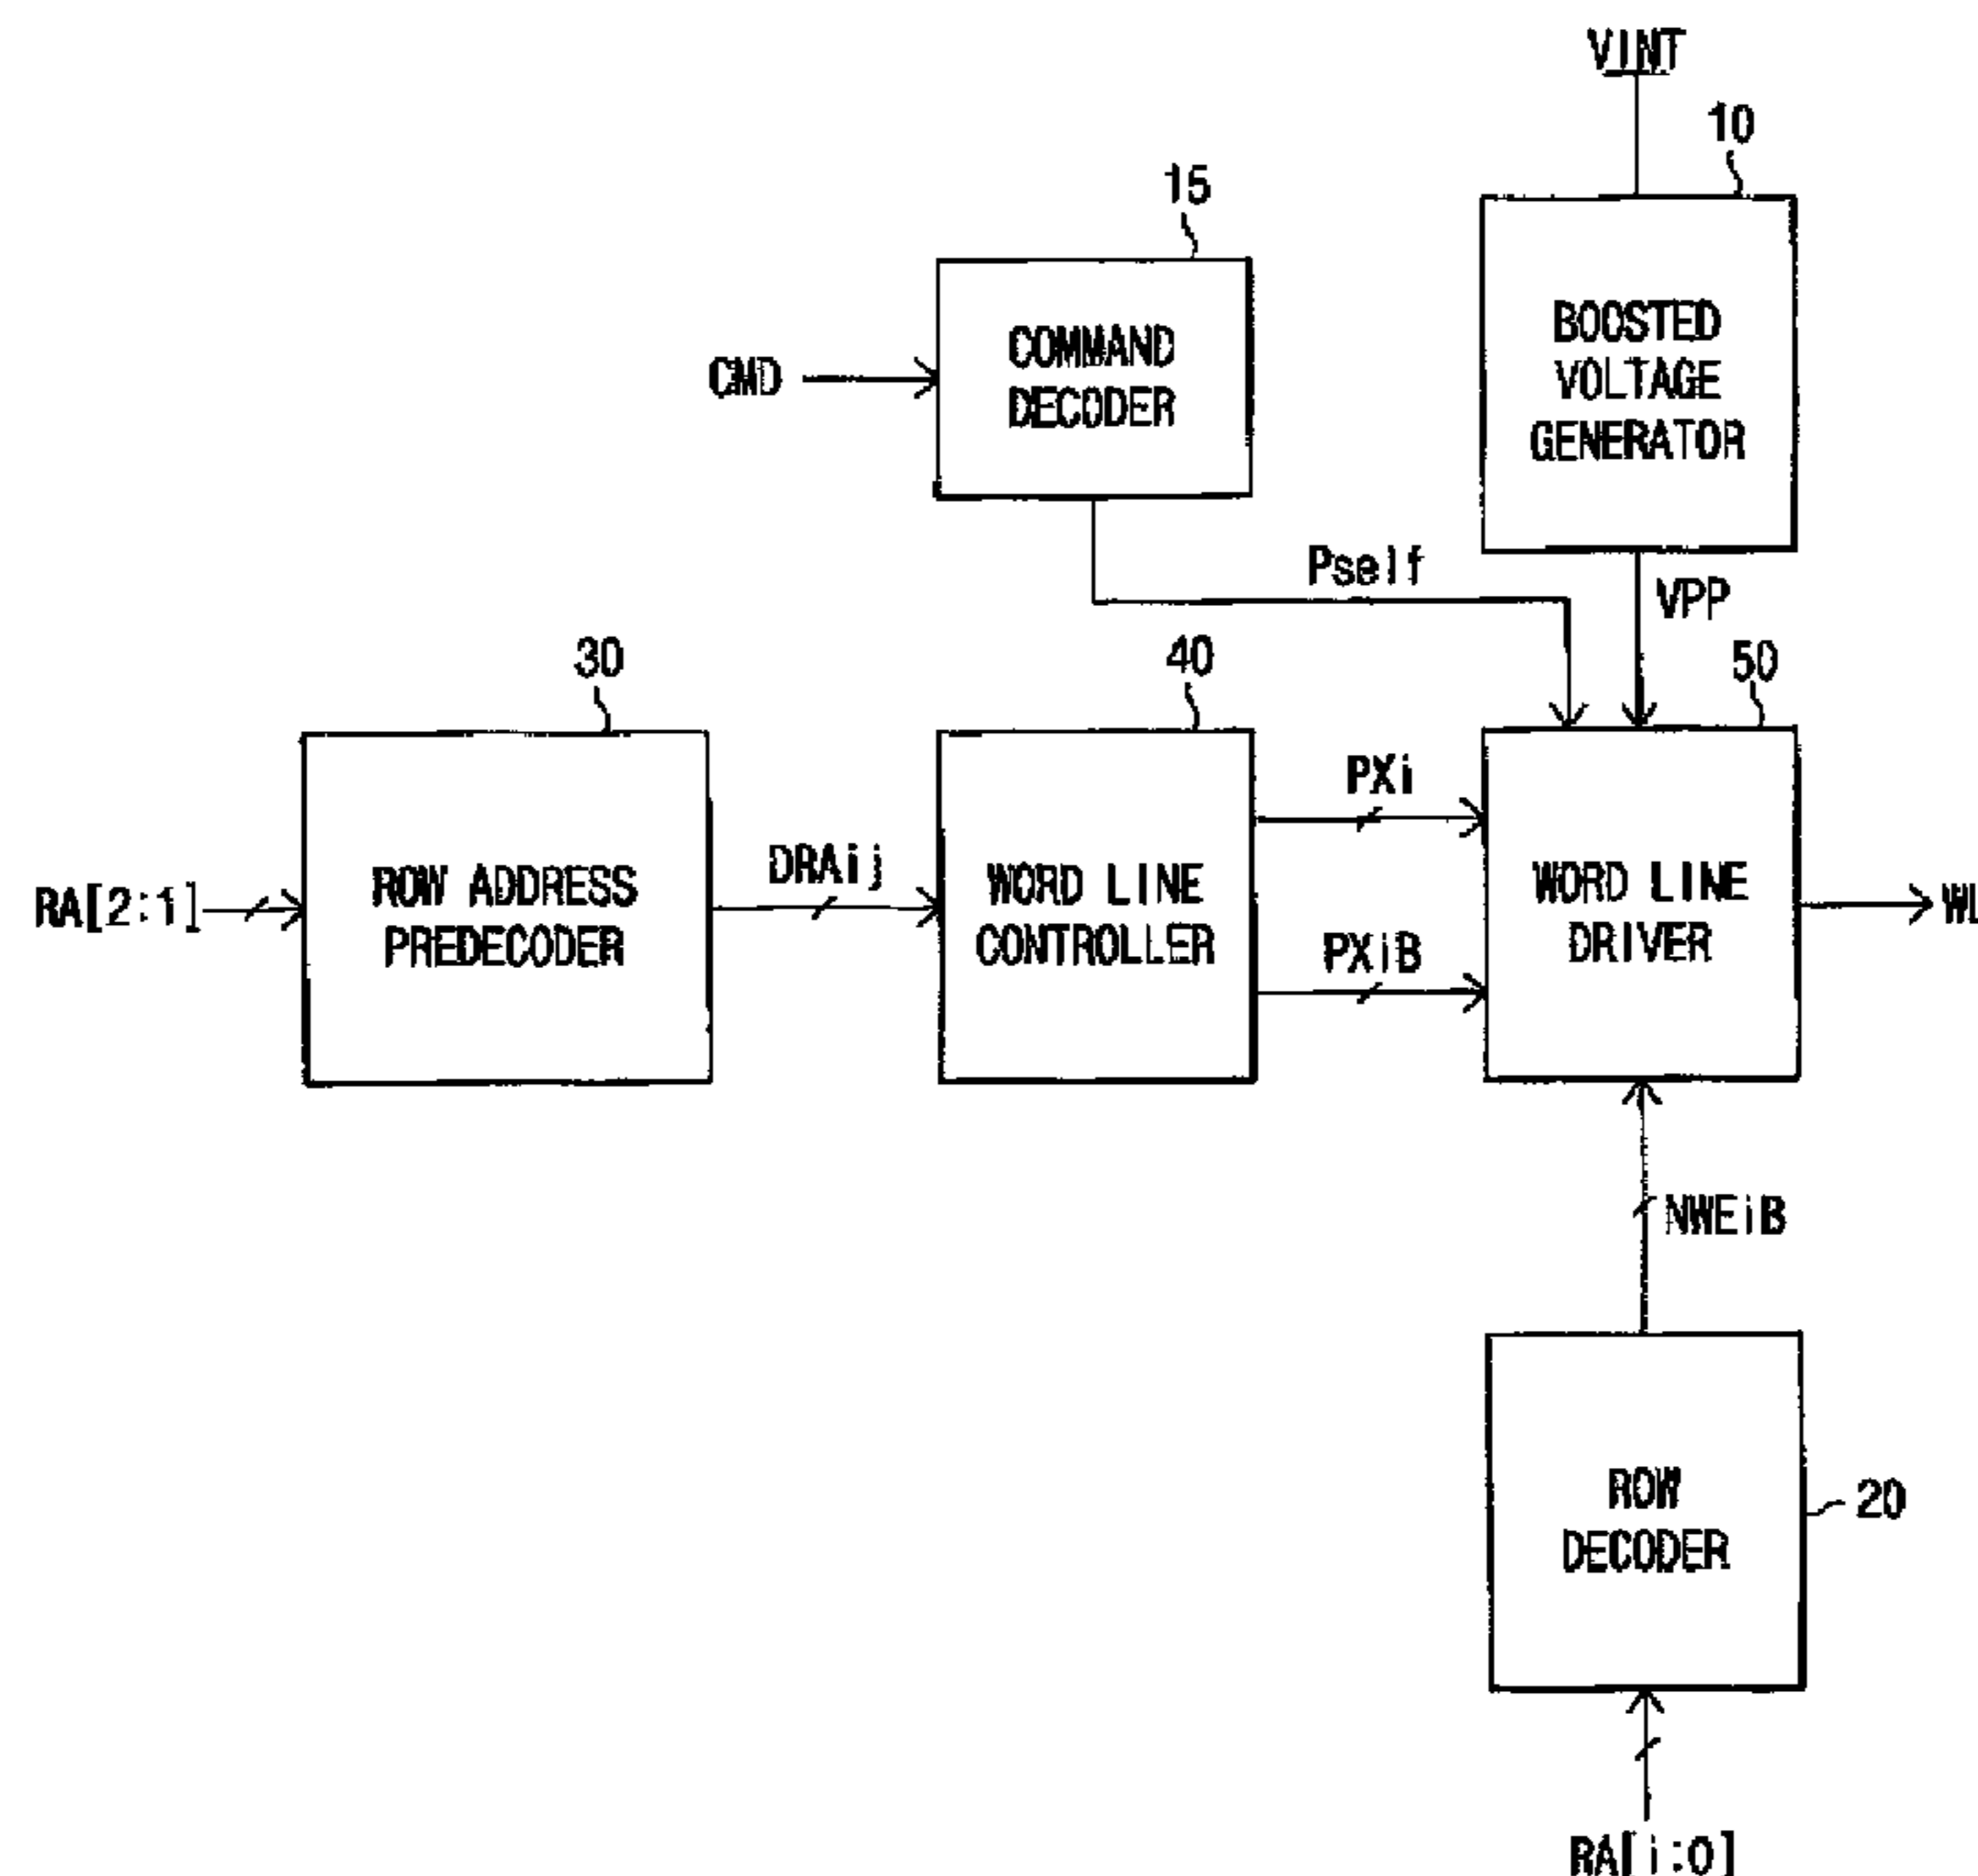 VINT
10
15
BOOSTED
VOLTAGE
GENERATOR
COMMAND
DECODER
CMD
Pself
VPP
30
40
50
PXi
ROW ADDRESS
PREDECODER
RA[2:1]
DRAij
WORD LINE
CONTROLLER
WORD LINE
DRIVER
WL
PXiB
NWEiB
ROW
DECODER
20
RA[i:0]